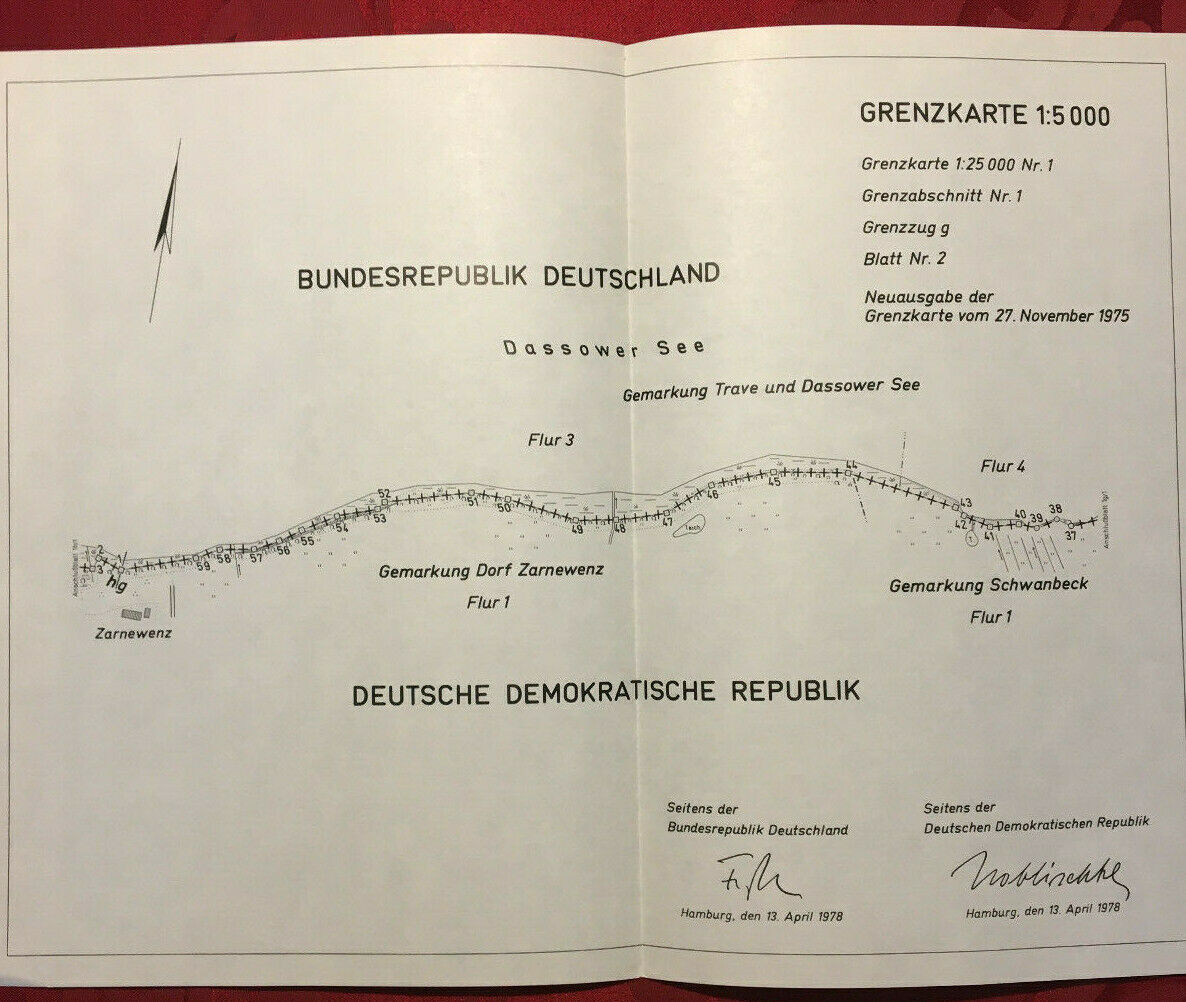 GRENZKARTE 1:5 000
Grenzkarte 1:25 000 Nr. 1
Grenzabschnitt Nr. 1
Grenzzug g
Blatt Nr. 2
Neuausgabe der
Grenzkarte vom 27. November 1975
BUNDESREPUBLIK DEUTSCHLAND
Dassower See
Gemarkung Trave und Dassower See
Flur 3
Flur 4
44
45
46
47
48
49
50
51
52
53
54
55
56
57
58
59
43
42
41
40
39
38
37
2
3
h/g
Teich
Anschlußblatt
Anschlußblatt
Gemarkung Dorf Zarnewenz
Flur 1
Gemarkung Schwanbeck
Flur 1
Zarnewenz
DEUTSCHE DEMOKRATISCHE REPUBLIK
Seitens der
Bundesrepublik Deutschland
Hamburg, den 13. April 1978
Seitens der
Deutschen Demokratischen Republik
Hamburg, den 13. April 1978